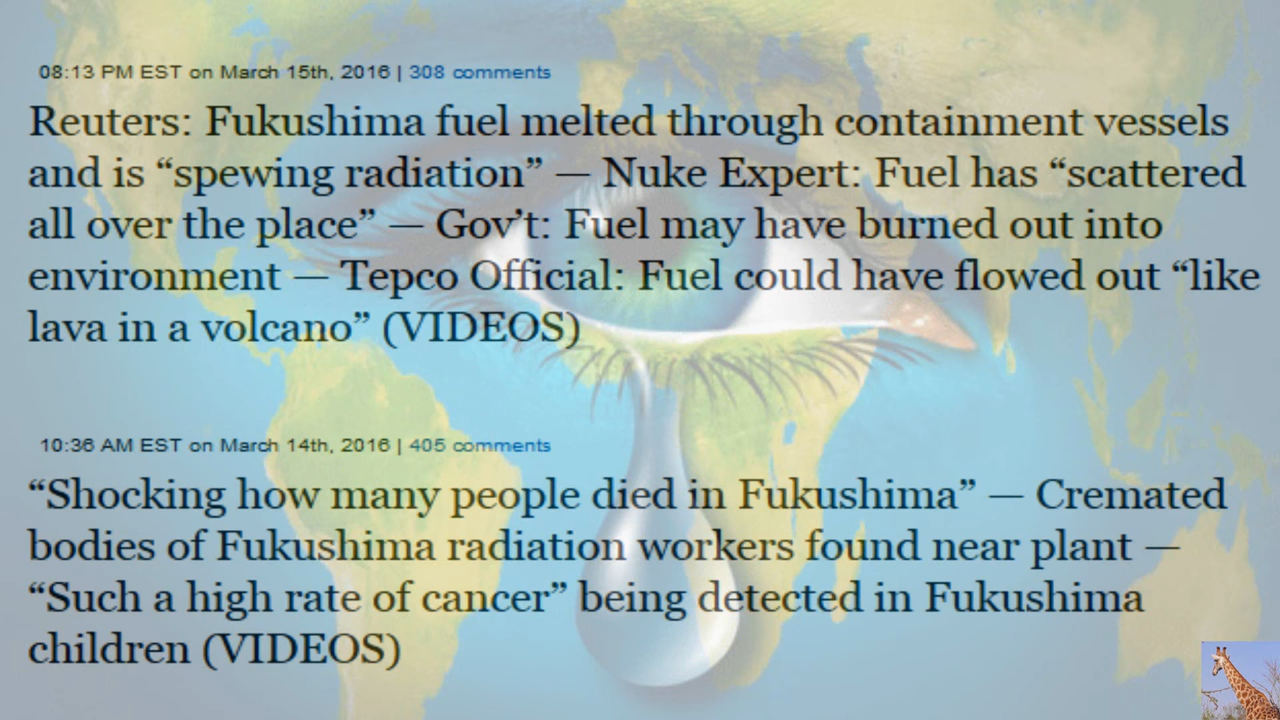 08:13 PM EST on March 15th, 2016 | 308 comments
Reuters: Fukushima fuel melted through containment vessels
and is “spewing radiation” — Nuke Expert: Fuel has “scattered
all over the place” — Gov’t: Fuel may have burned out into
environment — Tepco Official: Fuel could have flowed out “like
lava in a volcano” (VIDEOS)
10:36 AM EST on March 14th, 2016 | 405 comments
“Shocking how many people died in Fukushima” — Cremated
bodies of Fukushima radiation workers found near plant —
“Such a high rate of cancer” being detected in Fukushima
children (VIDEOS)